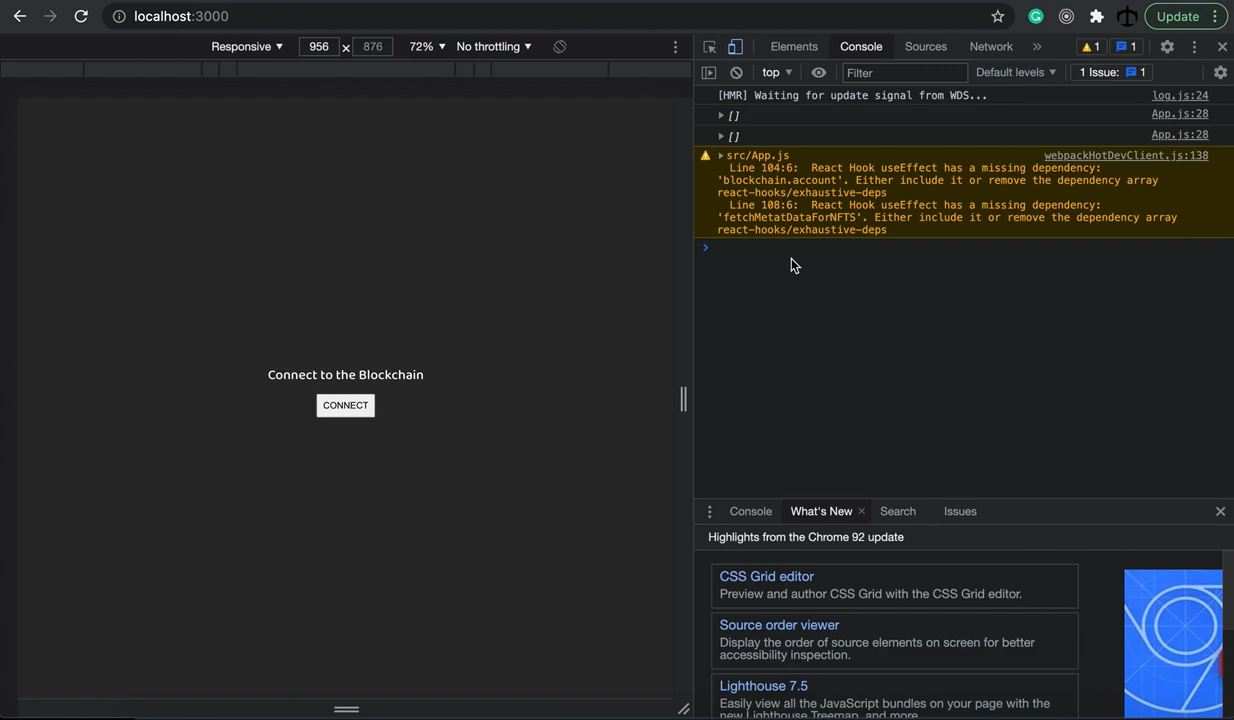 localhost:3000
Update
Responsive
956
876
72%
No throttling
Elements
Console
Sources
Network
»
1
1
top
Filter
Default levels
1 Issue:
1
[HMR] Waiting for update signal from WDS...
log.js:24
[]
App.js:28
[]
App.js:28
src/App.js
webpackHotDevClient.js:138
Line 104:6:  React Hook useEffect has a missing dependency:
'blockchain.account'. Either include it or remove the dependency array
react-hooks/exhaustive-deps
Line 108:6:  React Hook useEffect has a missing dependency:
'fetchMetatDataForNFTS'. Either include it or remove the dependency array
react-hooks/exhaustive-deps
Connect to the Blockchain
CONNECT
Console
What's New
Search
Issues
Highlights from the Chrome 92 update
CSS Grid editor
Preview and author CSS Grid with the CSS Grid editor.
Source order viewer
Display the order of source elements on screen for better
accessibility inspection.
Lighthouse 7.5
Easily view all the JavaScript bundles on your page with the
new Lighthouse Treemap, and more